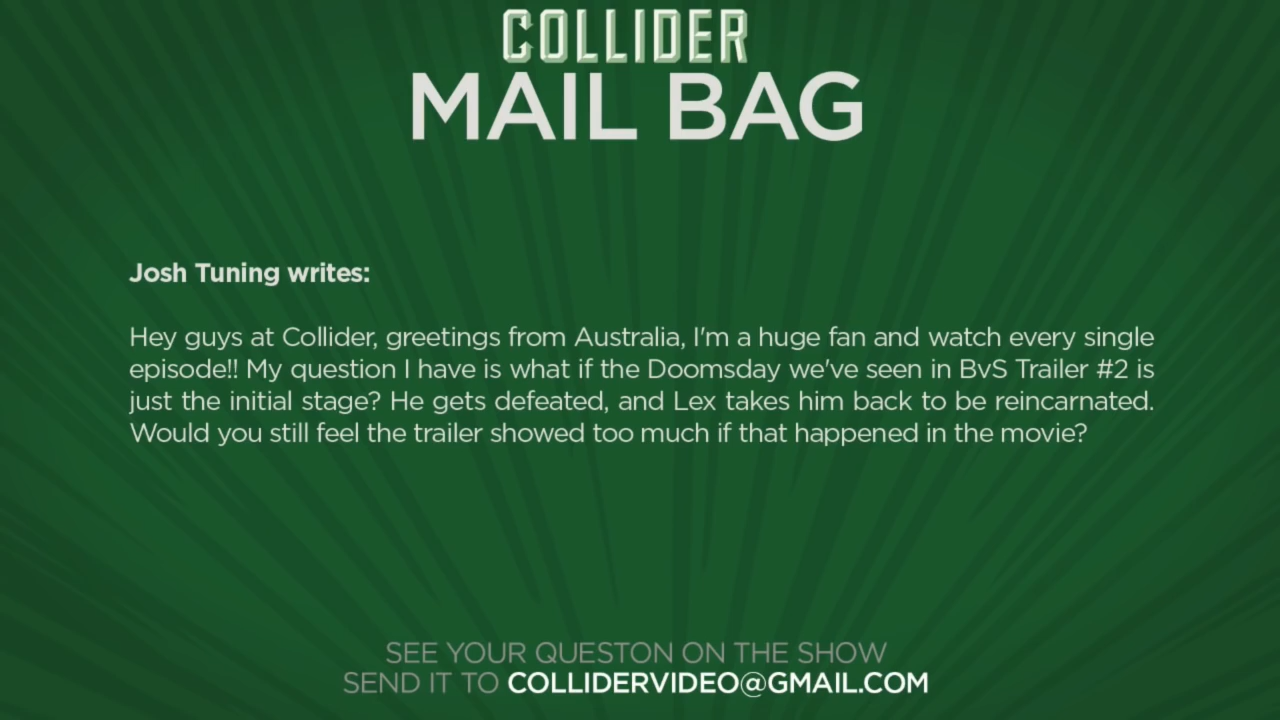 COLLIDER
MAIL BAG
Josh Tuning writes:
Hey guys at Collider, greetings from Australia, I'm a huge fan and watch every single
episode!! My question I have is what if the Doomsday we've seen in BvS Trailer #2 is
just the initial stage? He gets defeated, and Lex takes him back to be reincarnated.
Would you still feel the trailer showed too much if that happened in the movie?
SEE YOUR QUESTON ON THE SHOW
SEND IT TO COLLIDERVIDEO@GMAIL.COM